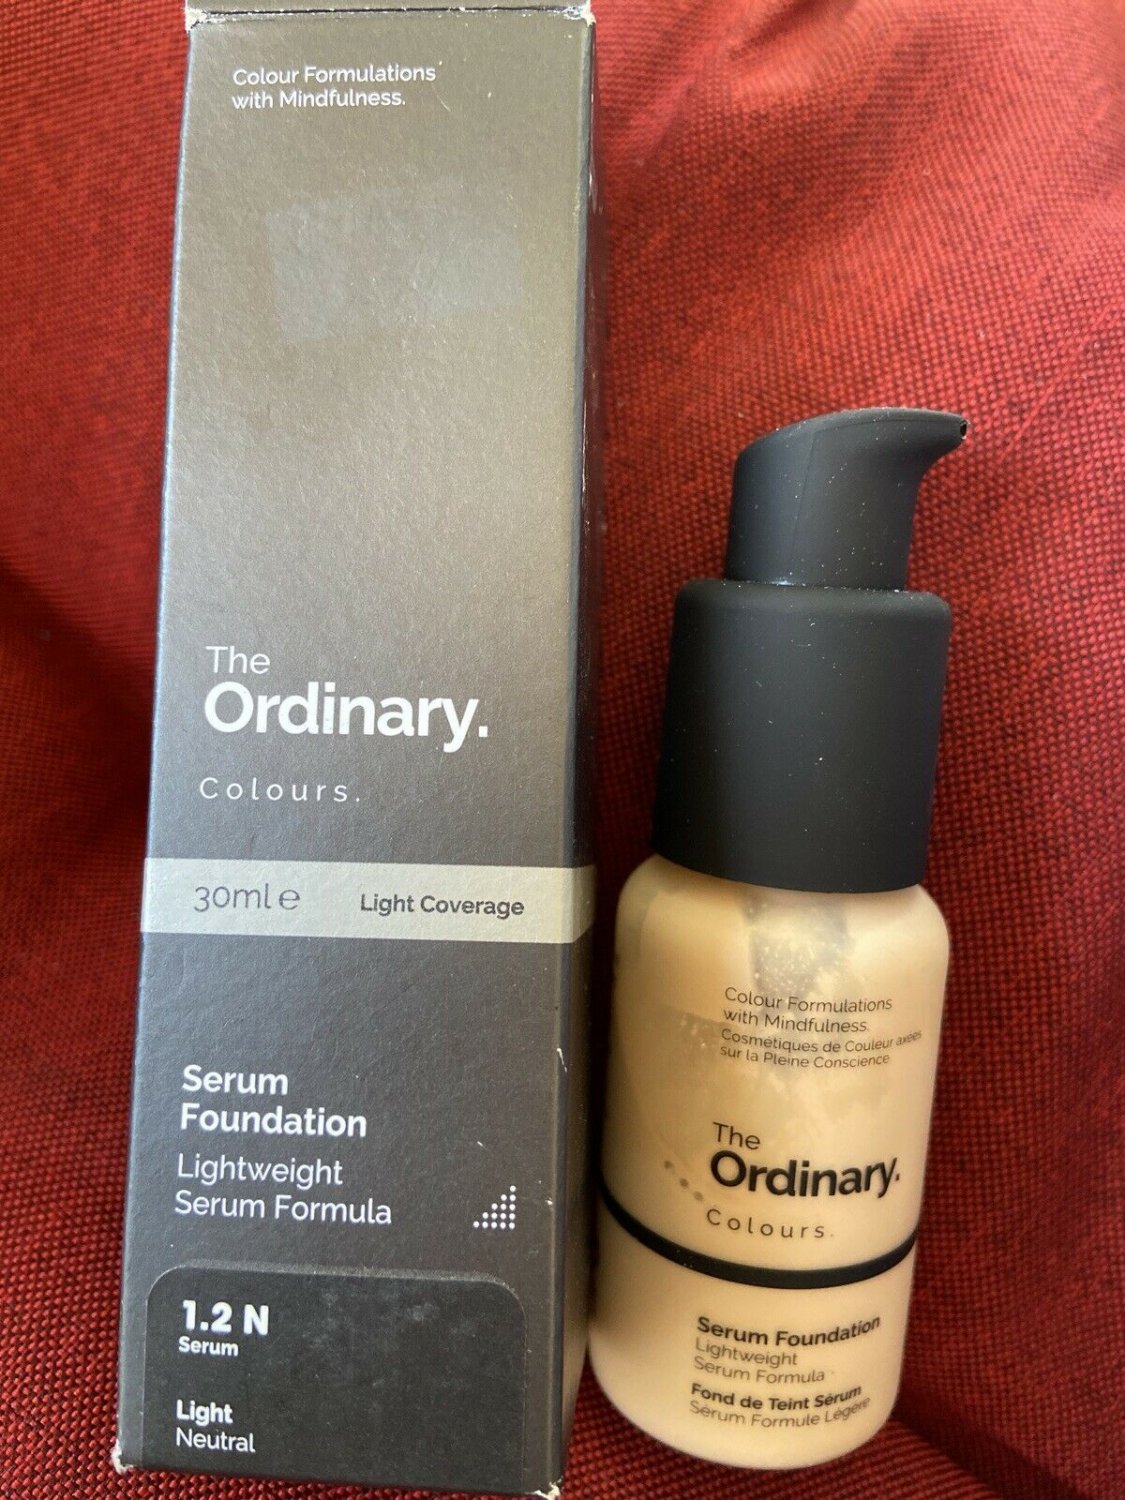 Colour Formulations
with Mindfulness.
The
Ordinary.
Colours.
30ml e
Light Coverage
Serum
Foundation
Lightweight
Serum Formula
1.2 N
Serum
Light
Neutral
Colour Formulations
with Mindfulness.
Cosmétiques de Couleur axées
sur la Pleine Conscience
The
Ordinary.
Colours.
Serum Foundation
Lightweight
Serum Formula
Fond de Teint Sérum
Sérum Formule Légère